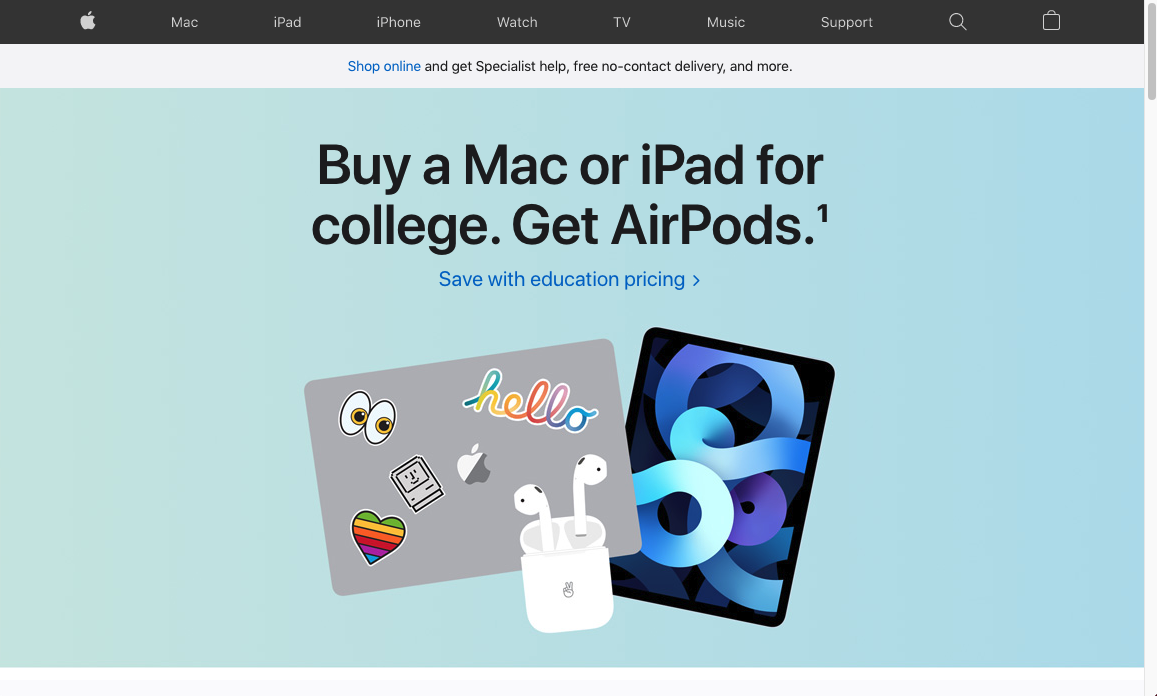 Mac iPad iPhone Watch TV Music Support
Shop online and get Specialist help, free no-contact delivery, and more.
Buy a Mac or iPad for
college. Get AirPods.¹
Save with education pricing >
hello